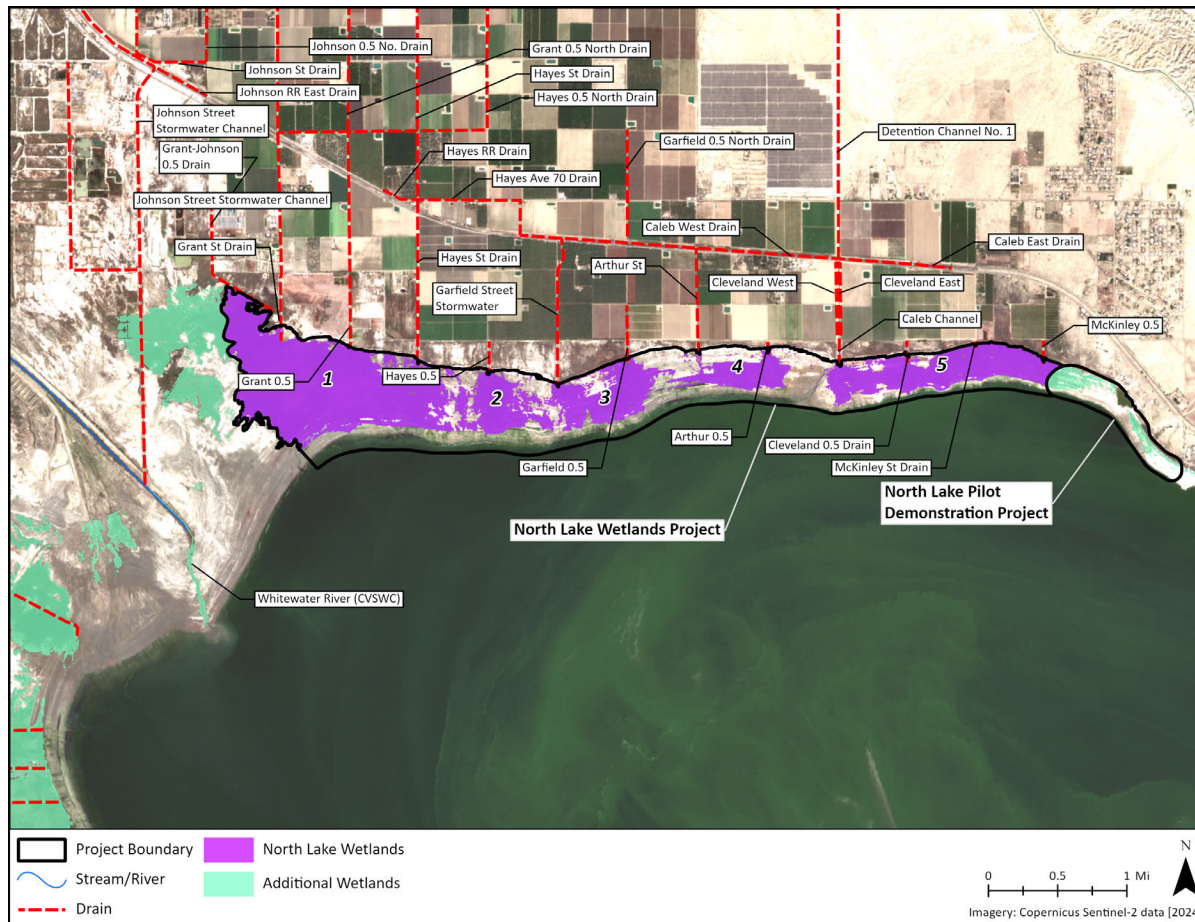 Johnson 0.5 No. Drain
Grant 0.5 North Drain
Johnson St Drain
Hayes St Drain
Johnson RR East Drain
Hayes 0.5 North Drain
Johnson Street
Stormwater Channel
Detention Channel No. 1
Grant-Johnson
0.5 Drain
Hayes RR Drain
Garfield 0.5 North Drain
Hayes Ave 70 Drain
Johnson Street Stormwater Channel
Caleb West Drain
Grant St Drain
Caleb East Drain
Hayes St Drain
Arthur St
Cleveland West
Cleveland East
Garfield Street
Stormwater
Caleb Channel
McKinley 0.5
1
2
3
4
5
Grant 0.5
Hayes 0.5
Arthur 0.5
Cleveland 0.5 Drain
Garfield 0.5
McKinley St Drain
North Lake Wetlands Project
North Lake Pilot
Demonstration Project
Whitewater River (CVSWC)
Project Boundary
Stream/River
Drain
North Lake Wetlands
Additional Wetlands
N
0 0.5 1 Mi
Imagery: Copernicus Sentinel-2 data [2024